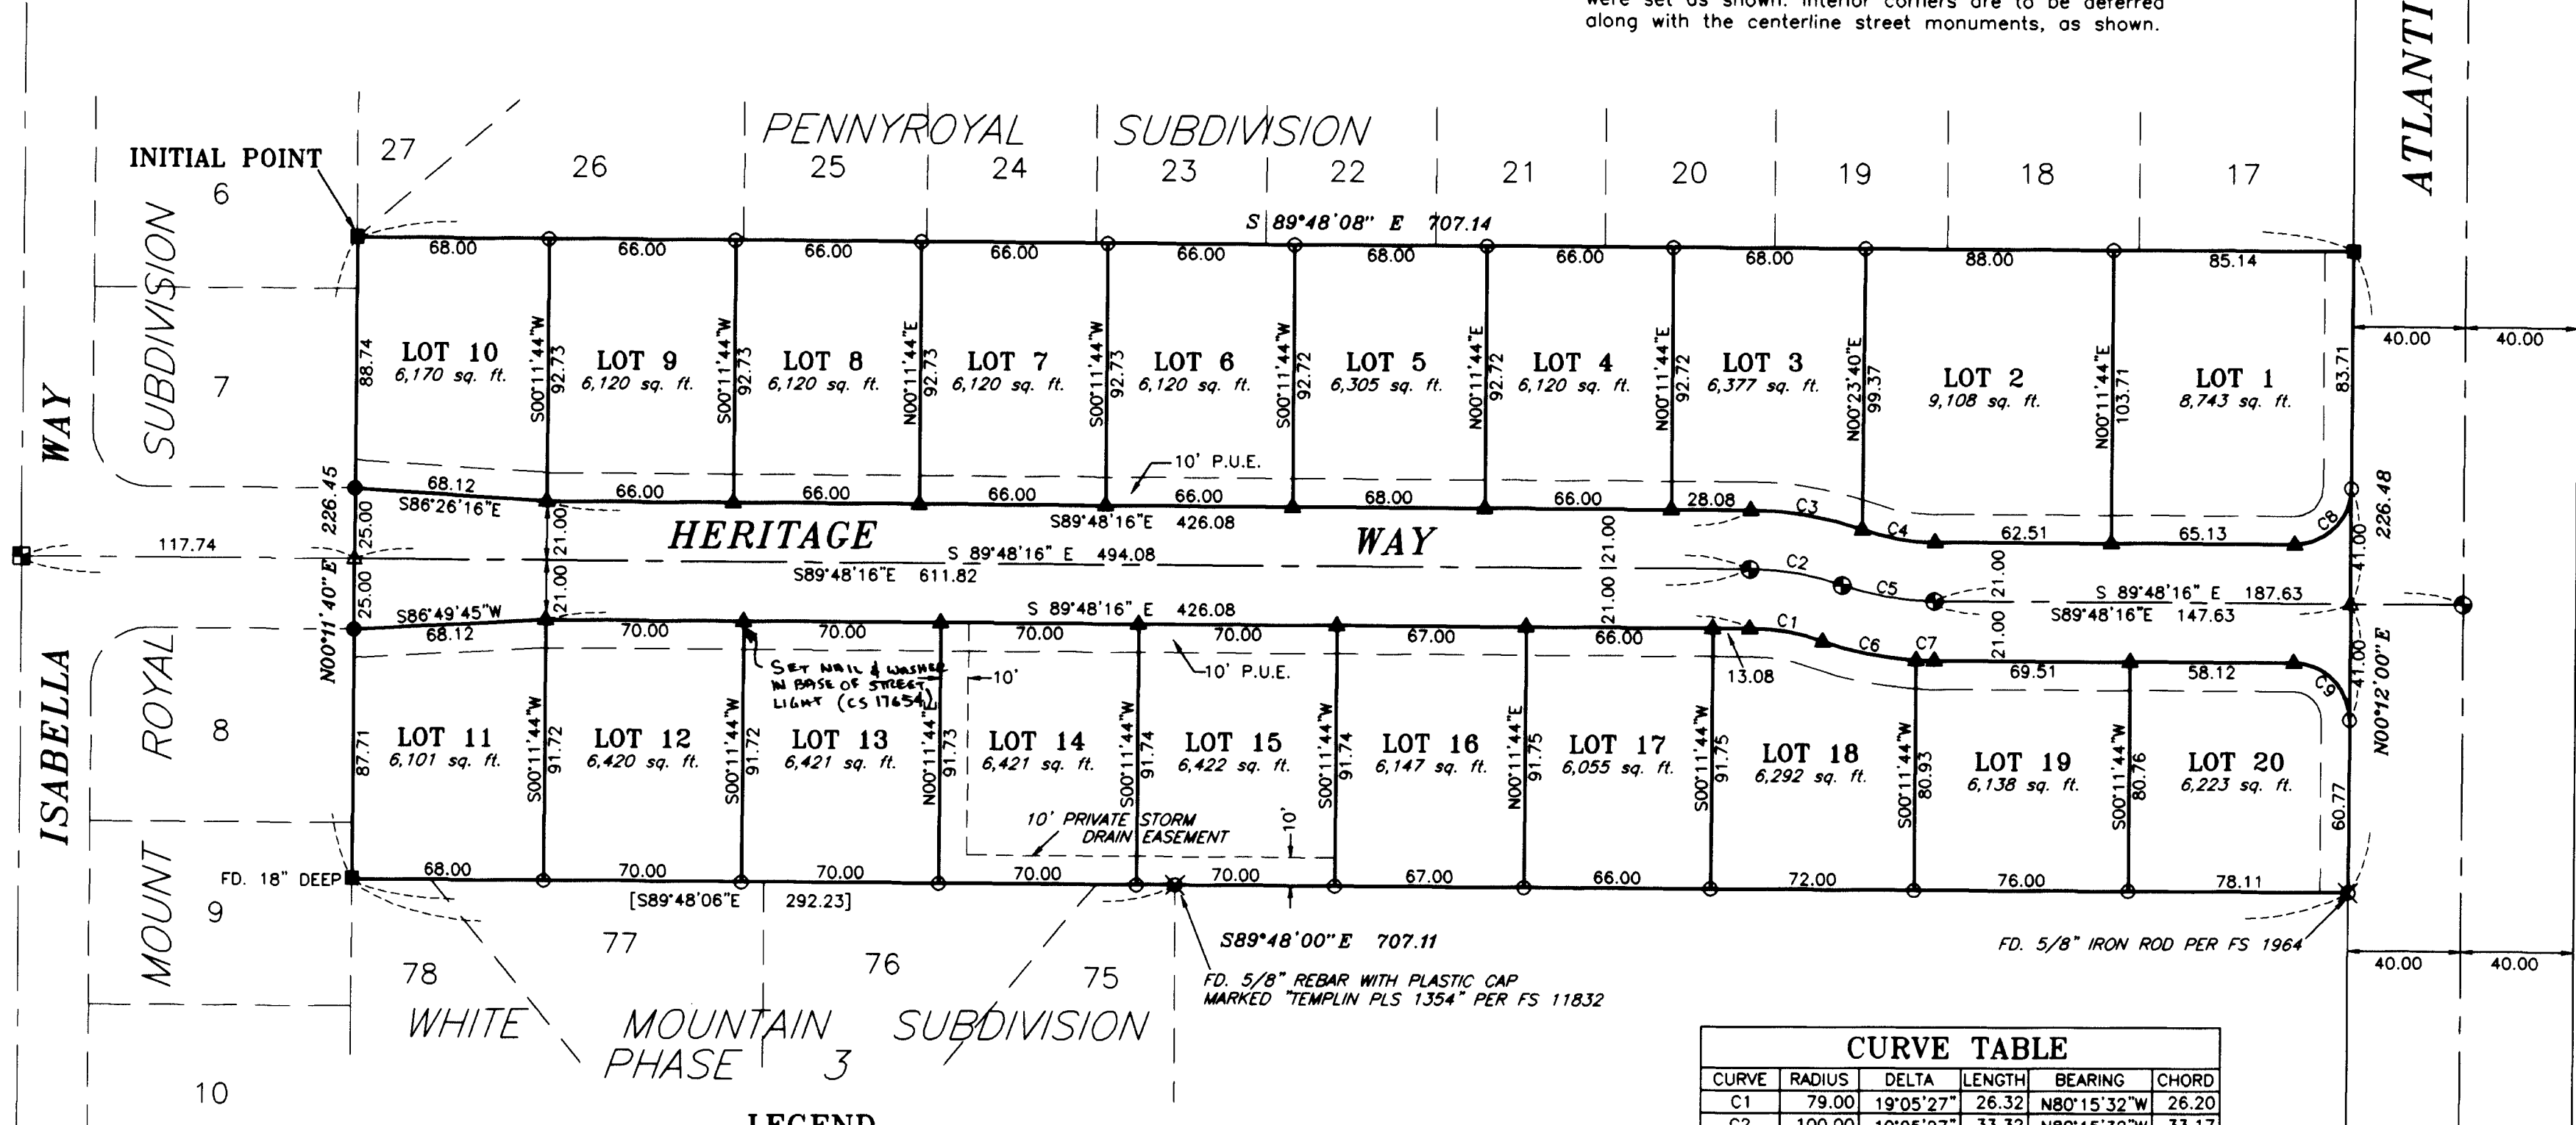 were set as shown. Interior corners are to be deferred
along with the centerline street monuments, as shown.
ATLANTI
PENNYROYAL SUBDIVISION
27 26 25 24 23 22 21 20 19 18 17
INITIAL POINT
6
S 89°48'08" E 707.14
68.00 66.00 66.00 66.00 66.00 68.00 66.00 68.00 88.00 85.14
40.00 40.00
SUBDIVISION
7
WAY
88.74
LOT 10
6,170 sq. ft.
S00°11'44"W
92.73
LOT 9
6,120 sq. ft.
S00°11'44"W
92.73
LOT 8
6,120 sq. ft.
N00°11'44"E
92.73
LOT 7
6,120 sq. ft.
S00°11'44"W
92.73
LOT 6
6,120 sq. ft.
S00°11'44"W
92.72
LOT 5
6,305 sq. ft.
N00°11'44"E
92.72
LOT 4
6,120 sq. ft.
N00°11'44"E
92.72
LOT 3
6,377 sq. ft.
N00°23'40"E
99.37
LOT 2
9,108 sq. ft.
N00°11'44"E
103.71
LOT 1
8,743 sq. ft.
83.71
10' P.U.E.
68.12 66.00 66.00 66.00 66.00 68.00 66.00 28.08 C3 C4 62.51 65.13 C8
S86°26'16"E
S89°48'16"E 426.08
N00°11'40"E 226.45
25.00
25.00
21.00
21.00
HERITAGE WAY
117.74
S 89°48'16" E 494.08
S89°48'16"E 611.82
21.00
21.00
C2 C5
21.00
21.00
S 89°48'16" E 187.63
S89°48'16"E 147.63
41.00
41.00
226.48
N00°12'00" E
S86°49'45"W
68.12
S 89°48'16" E 426.08
70.00 70.00 70.00 70.00 67.00 66.00 13.08 C1 C6 C7 69.51 58.12 C9
SET NAIL & WASHER
IN BASE OF STREET
LIGHT (CS 17654)
10'
10' P.U.E.
ISABELLA
MOUNT ROYAL
8
87.71
LOT 11
6,101 sq. ft.
S00°11'44"W
91.72
LOT 12
6,420 sq. ft.
S00°11'44"W
91.72
LOT 13
6,421 sq. ft.
N00°11'44"E
91.73
LOT 14
6,421 sq. ft.
S00°11'44"W
91.74
LOT 15
6,422 sq. ft.
S00°11'44"W
91.74
LOT 16
6,147 sq. ft.
N00°11'44"E
91.75
LOT 17
6,055 sq. ft.
S00°11'44"W
91.75
LOT 18
6,292 sq. ft.
S00°11'44"W
80.93
LOT 19
6,138 sq. ft.
S00°11'44"W
80.76
LOT 20
6,223 sq. ft.
60.77
10' PRIVATE STORM
DRAIN EASEMENT
10'
FD. 18" DEEP
68.00 70.00 70.00 70.00 70.00 67.00 66.00 72.00 76.00 78.11
[S89°48'06"E 292.23]
9
S89°48'00"E 707.11
FD. 5/8" IRON ROD PER FS 1964
40.00 40.00
78 77 76 75
FD. 5/8" REBAR WITH PLASTIC CAP
MARKED "TEMPLIN PLS 1354" PER FS 11832
WHITE MOUNTAIN SUBDIVISION
PHASE 3
10
LEGEND
CURVE TABLE
CURVE RADIUS DELTA LENGTH BEARING CHORD
C1 79.00 19°05'27" 26.32 N80°15'32"W 26.20
C2 100.00 19°05'27" 33.32 N80°15'32"W 33.17